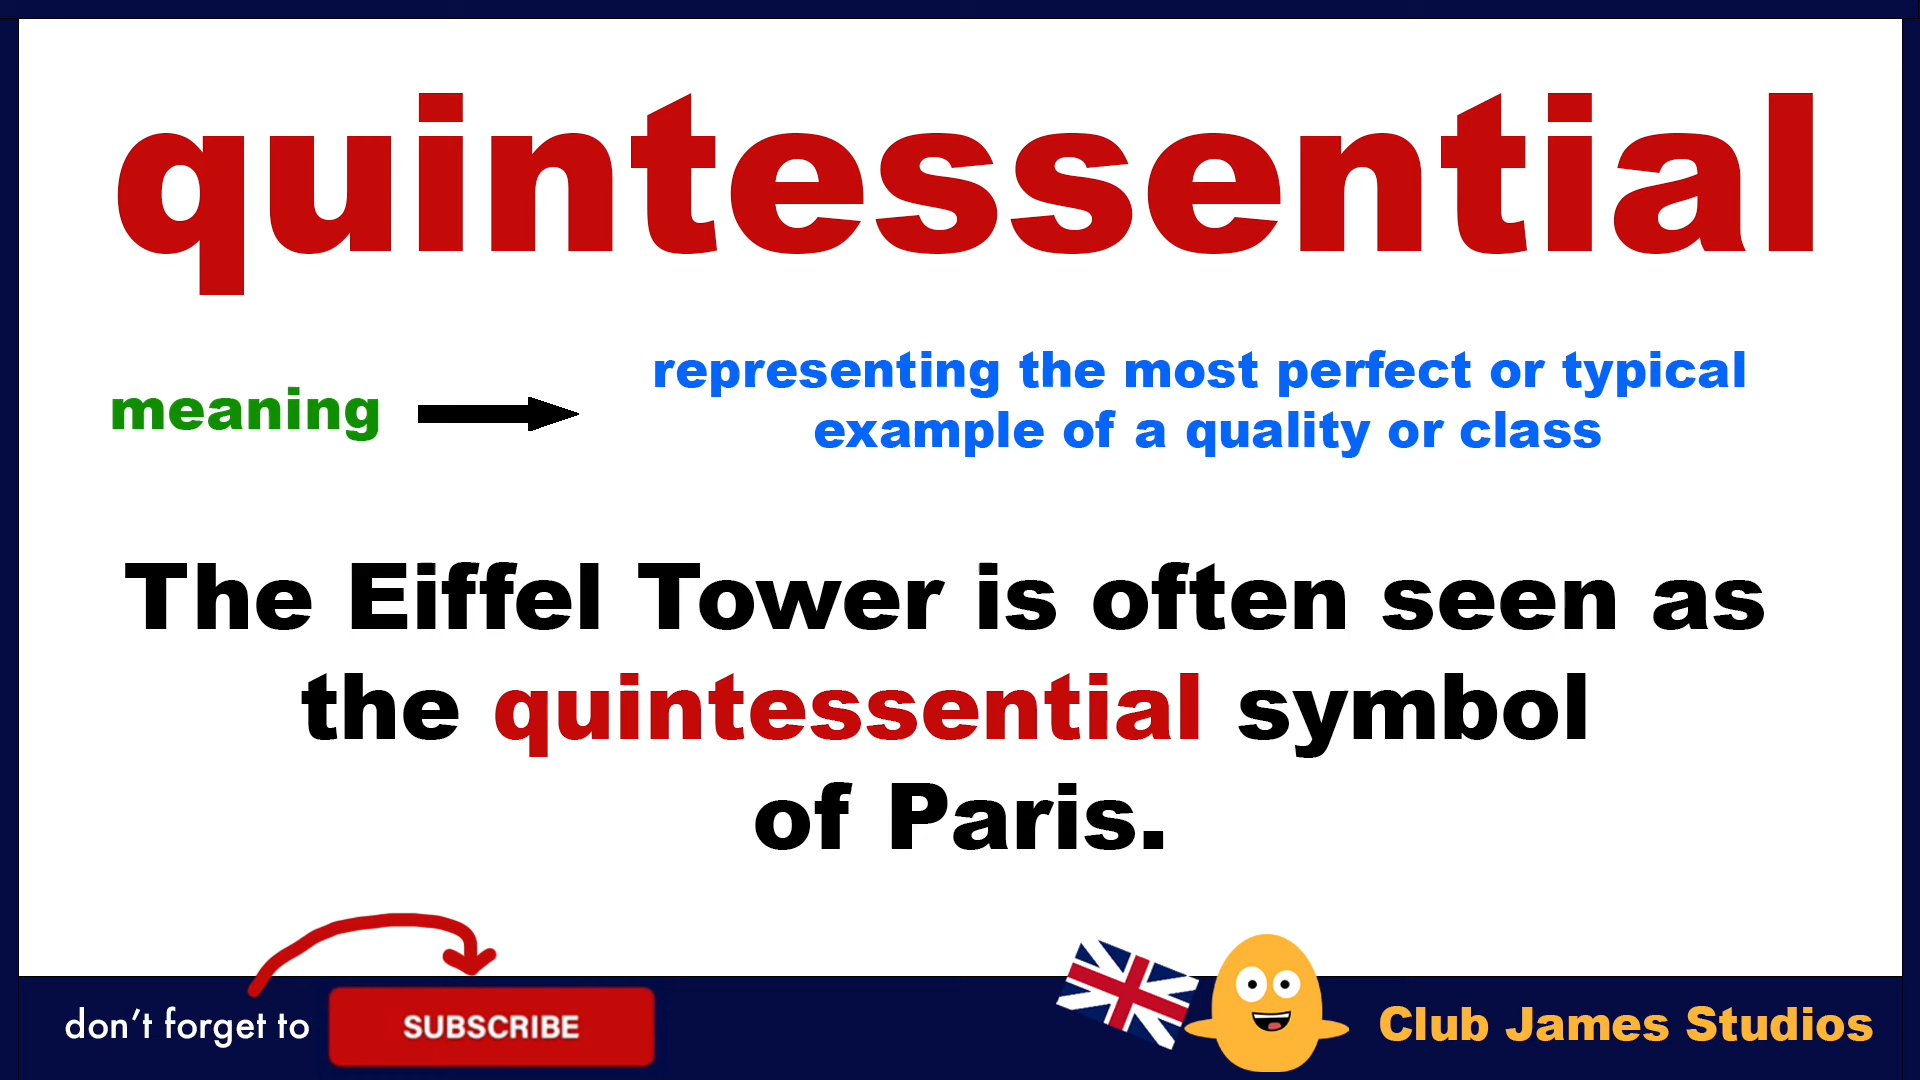 quintessential
meaning
representing the most perfect or typical
example of a quality or class
The Eiffel Tower is often seen as
the quintessential symbol
of Paris.
don't forget to
SUBSCRIBE
Club James Studios